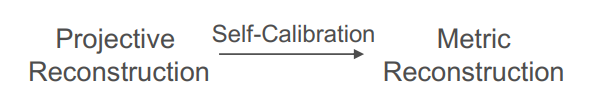 Projective
Reconstruction
Self-Calibration
Metric
Reconstruction